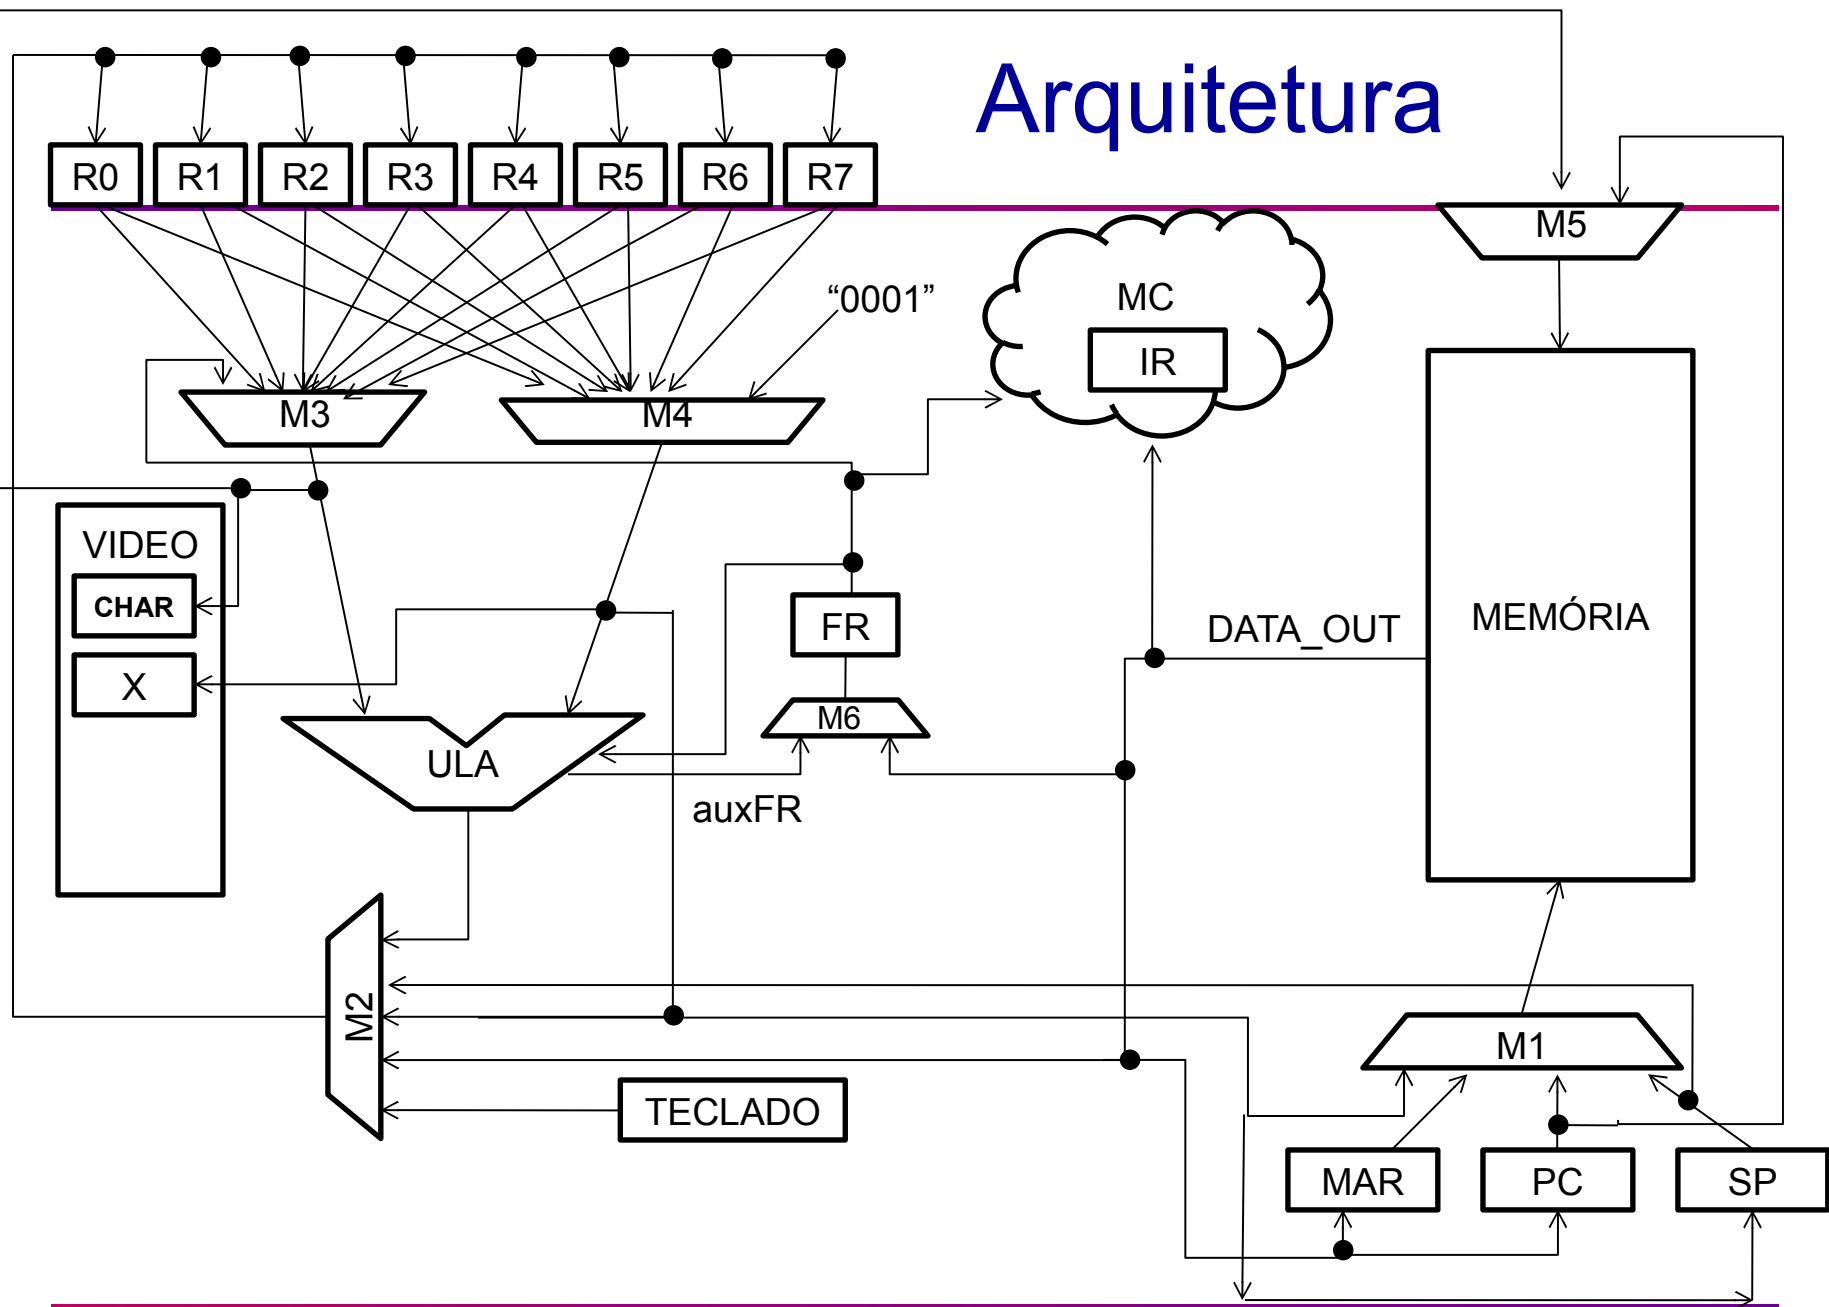 Arquitetura
R0 R1 R2 R3 R4 R5 R6 R7
M5
“0001”
MC
IR
M3
M4
VIDEO
CHAR
X
FR
DATA_OUT
MEMÓRIA
M6
ULA
auxFR
M2
M1
TECLADO
MAR
PC
SP